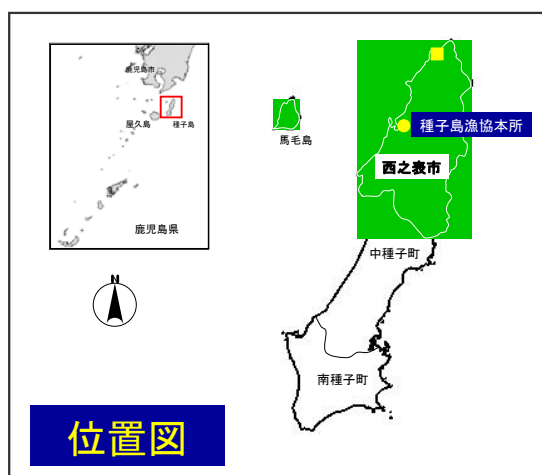 鹿児島市
屋久島
種子島
鹿児島県
馬毛島
種子島漁協本所
西之表市
中種子町
南種子町
N
位置図